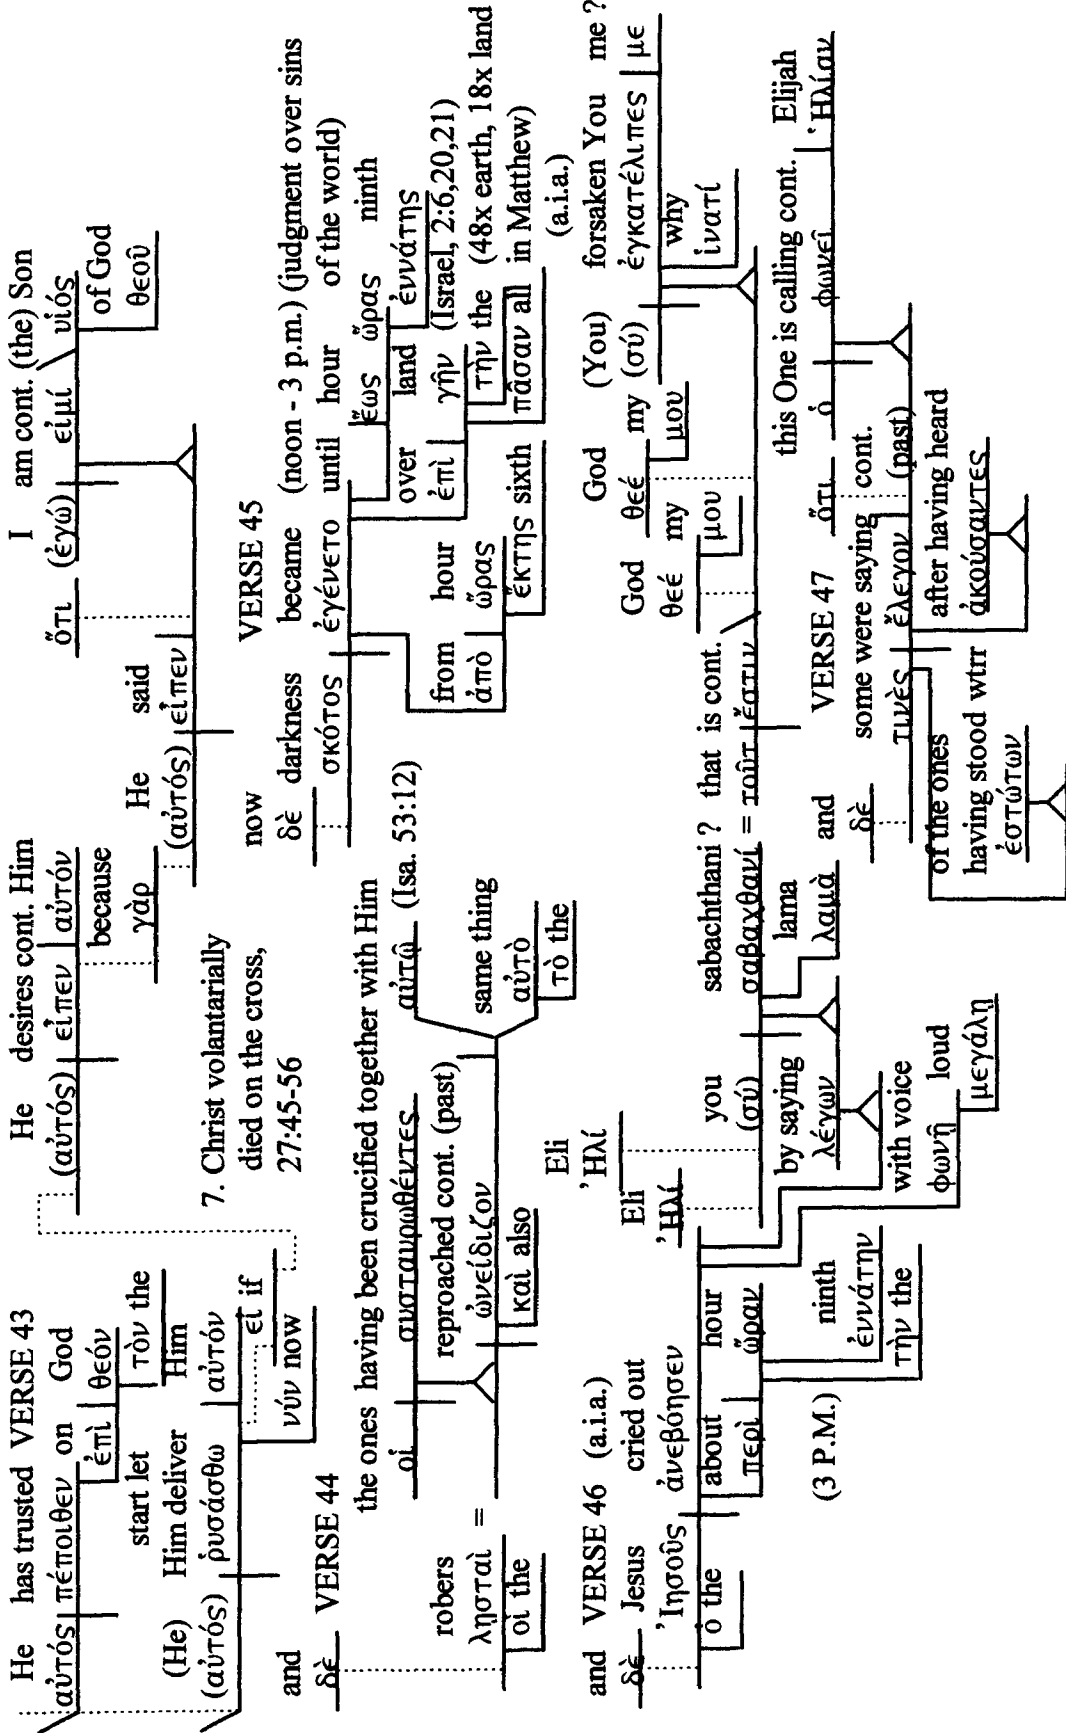 He has trusted VERSE 43
αὐτός πέποιθεν on God
ἐπὶ θεόν
τὸν the
start let
(He) Him deliver Him
(αὐτός) ῥυσάσθω αὐτόν
εἰ if
νύν now
He desires cont. Him
(αὐτός) εἶπεν αὐτόν
because
γὰρ
He said
(αὐτός) εἶπεν
I am cont. (the) Son
ὅτι (ἐγώ) εἰμί υἱός
of God
θεοῦ
and VERSE 44
δὲ
the ones having been crucified together with Him
οἱ συσταυρωθέντες αὐτῷ (Isa. 53:12)
robers reproached cont. (past) same thing
λῃσταὶ = ὠνείδιζον αὐτὸ
οἱ the καὶ also τὸ the
7. Christ volantarially
died on the cross,
27:45-56
VERSE 45
now
δὲ darkness became (noon - 3 p.m.) (judgment over sins
of the world)
σκότος ἐγένετο until hour ninth
ἕως ὥρας ἐννάτης
over land (Israel, 2:6,20,21)
ἐπὶ γῆν
τὴν the (48x earth, 18x land
πᾶσαν all in Matthew)
from hour
ἀπὸ ὥρας
ἕκτης sixth
(a.i.a.)
and VERSE 46 (a.i.a.)
δὲ Jesus cried out
Ἰησοῦς ἀνεβόησεν
ὁ the about hour
περὶ ὥραν
(3 P.M.) ninth
ἐννάτην
τὴν the
Eli
Ἠλί
Eli
Ἠλί
you sabachthani ? that is cont.
(σύ) σαβαχθανί = τοῦτ ἔστιν
by saying lama
λέγων λαμὰ
with voice
φωνῇ loud
μεγάλῃ
God my
θεέ μου
God my (You) forsaken You me ?
θεέ μου (σύ) ἐγκατέλιπες με
why
ἱνατί
VERSE 47
and
δὲ some were saying cont.
τινὲς ἔλεγον (past)
of the ones after having heard
having stood wtrr ἀκούσαντες
ἑστώτων
this One is calling cont. Elijah
ὅτι ὁ φωνεῖ Ἠλίαν